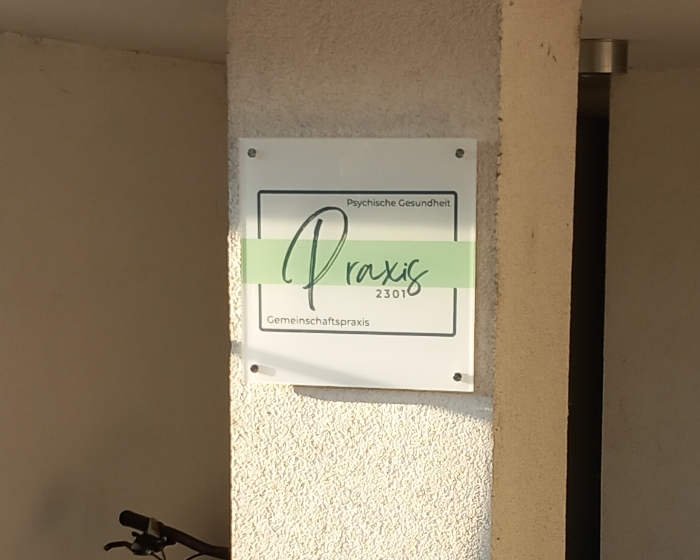 Psychische Gesundheit
Praxis
2301
Gemeinschaftspraxis